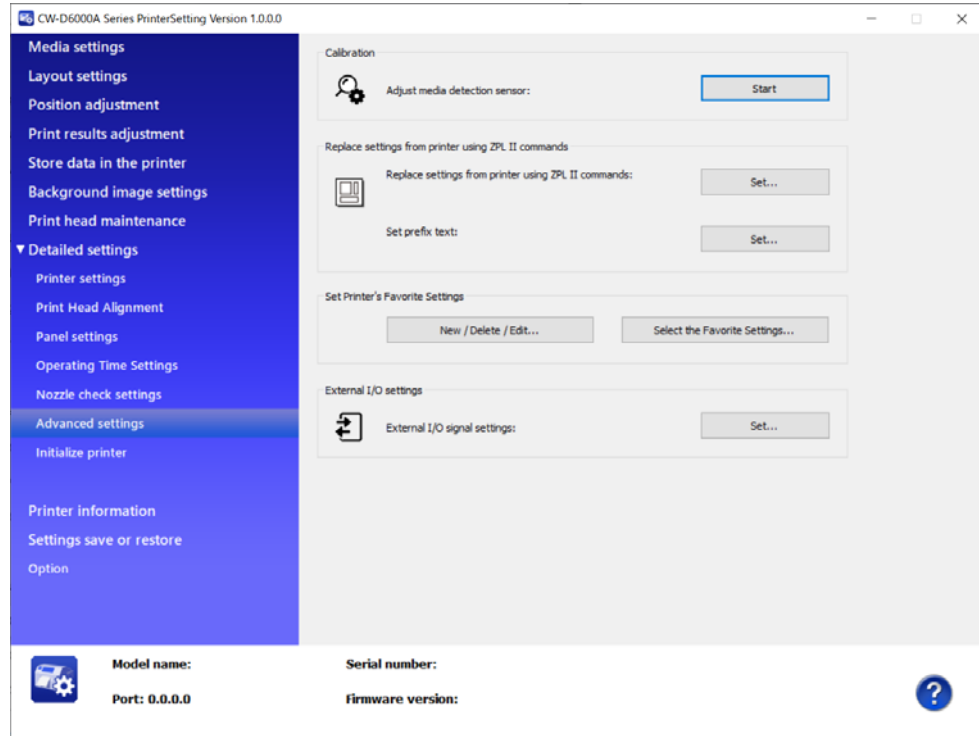 CW-D6000A Series PrinterSetting Version 1.0.0.0
Media settings
Layout settings
Position adjustment
Print results adjustment
Store data in the printer
Background image settings
Print head maintenance
▼ Detailed settings
Printer settings
Print Head Alignment
Panel settings
Operating Time Settings
Nozzle check settings
Advanced settings
Initialize printer
Printer information
Settings save or restore
Option
Calibration
Adjust media detection sensor:
Start
Replace settings from printer using ZPL II commands
Replace settings from printer using ZPL II commands:
Set...
Set prefix text:
Set...
Set Printer's Favorite Settings
New / Delete / Edit...
Select the Favorite Settings...
External I/O settings
External I/O signal settings:
Set...
Model name:
Serial number:
Port: 0.0.0.0
Firmware version:
?